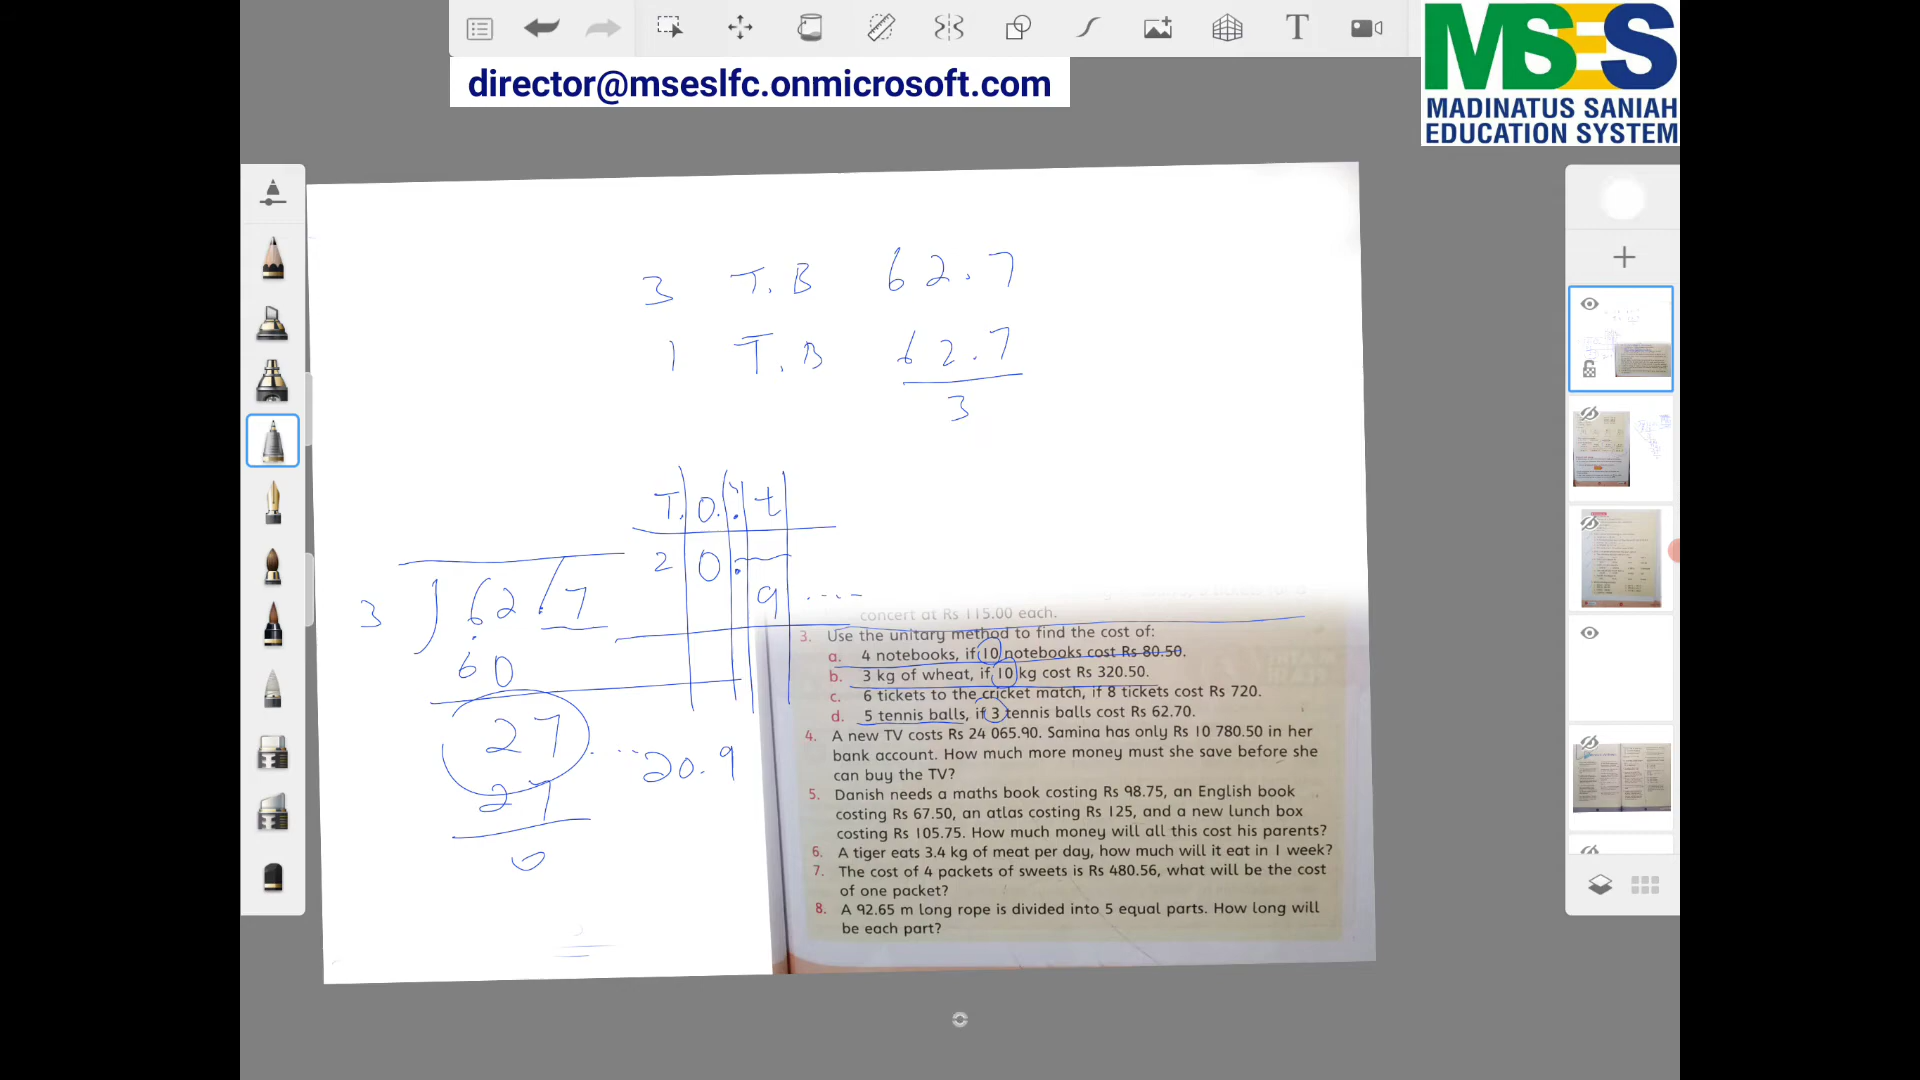 T
director@mseslfc.onmicrosoft.com
MSES
MADINATUS SANIAH
EDUCATION SYSTEM
3 T.B 62.7
1 T.B 62.7
3
T. O. : t
2 0 .
9 ....
3 ) 62.7
60
27 ..... 20.9
27
0
concert at Rs 115.00 each.
3. Use the unitary method to find the cost of:
a. 4 notebooks, if 10 notebooks cost Rs 80.50.
b. 3 kg of wheat, if 10 kg cost Rs 320.50.
c. 6 tickets to the cricket match, if 8 tickets cost Rs 720.
d. 5 tennis balls, if 3 tennis balls cost Rs 62.70.
4. A new TV costs Rs 24 065.90. Samina has only Rs 10 780.50 in her
bank account. How much more money must she save before she
can buy the TV?
5. Danish needs a maths book costing Rs 98.75, an English book
costing Rs 67.50, an atlas costing Rs 125, and a new lunch box
costing Rs 105.75. How much money will all this cost his parents?
6. A tiger eats 3.4 kg of meat per day, how much will it eat in 1 week?
7. The cost of 4 packets of sweets is Rs 480.56, what will be the cost
of one packet?
8. A 92.65 m long rope is divided into 5 equal parts. How long will
be each part?